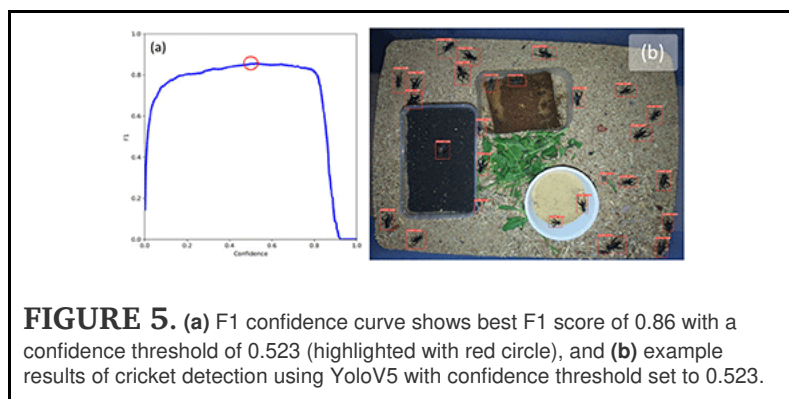 (a)
(b)
1.0
0.8
0.6
0.4
0.2
0.0
F1
0.0 0.2 0.4 0.6 0.8 1.0
Confidence
FIGURE 5. (a) F1 confidence curve shows best F1 score of 0.86 with a
confidence threshold of 0.523 (highlighted with red circle), and (b) example
results of cricket detection using YoloV5 with confidence threshold set to 0.523.